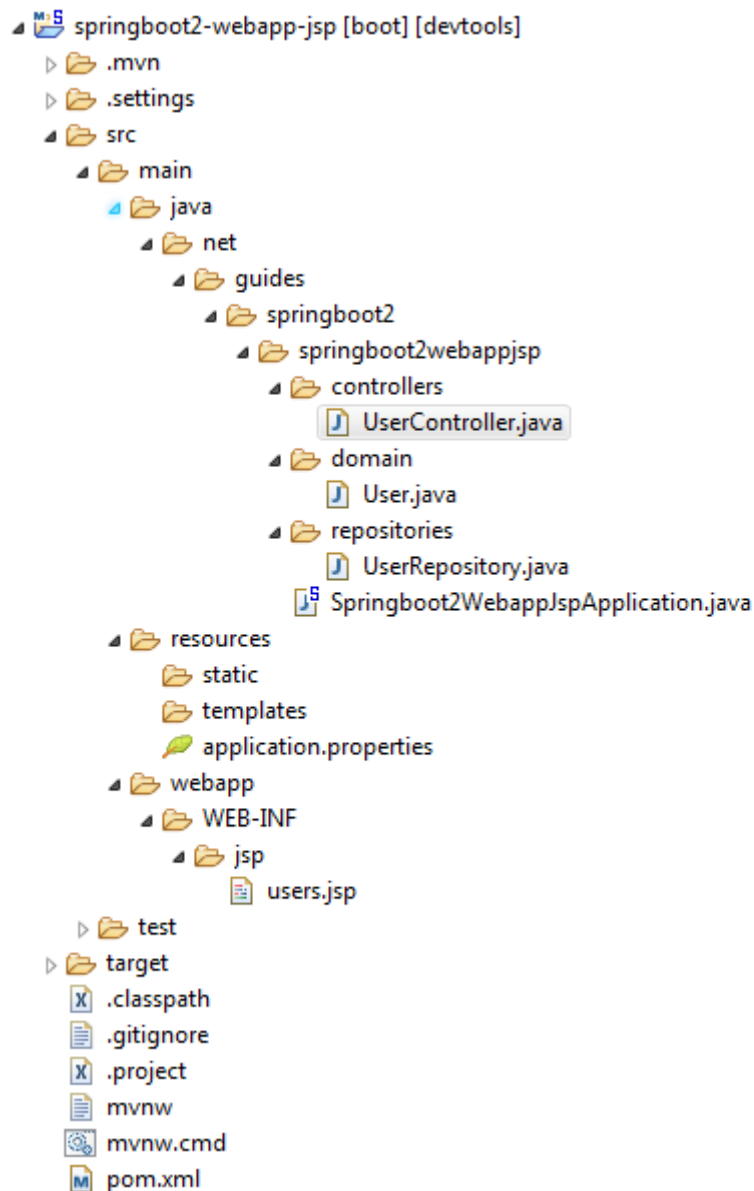 springboot2-webapp-jsp [boot] [devtools]
.mvn
.settings
src
main
java
net
guides
springboot2
springboot2webappjsp
controllers
UserController.java
domain
User.java
repositories
UserRepository.java
Springboot2WebappJspApplication.java
resources
static
templates
application.properties
webapp
WEB-INF
jsp
users.jsp
test
target
.classpath
.gitignore
.project
mvnw
mvnw.cmd
pom.xml